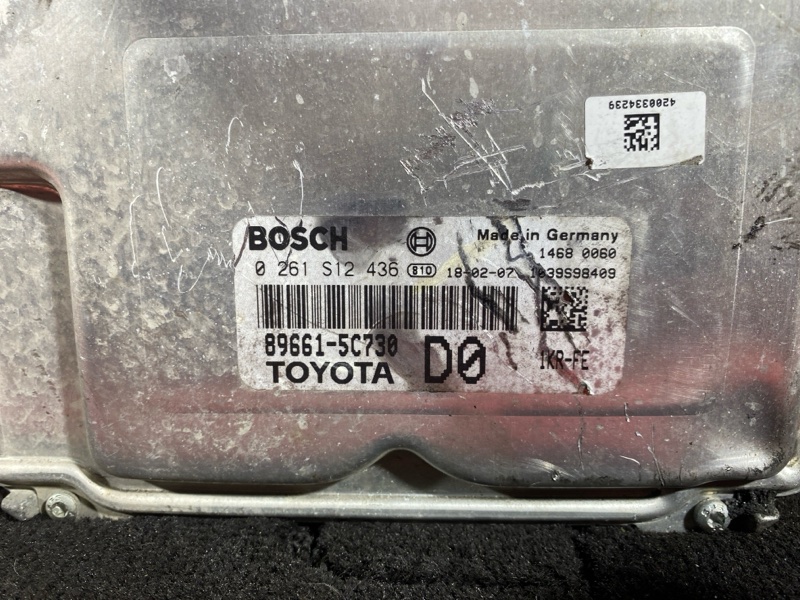 4200334239
BOSCH
Made in Germany
1468 0060
0 261 S12 436 810 18-02-07 1039S98409
89661-5C730
D0
1KR-FE
TOYOTA